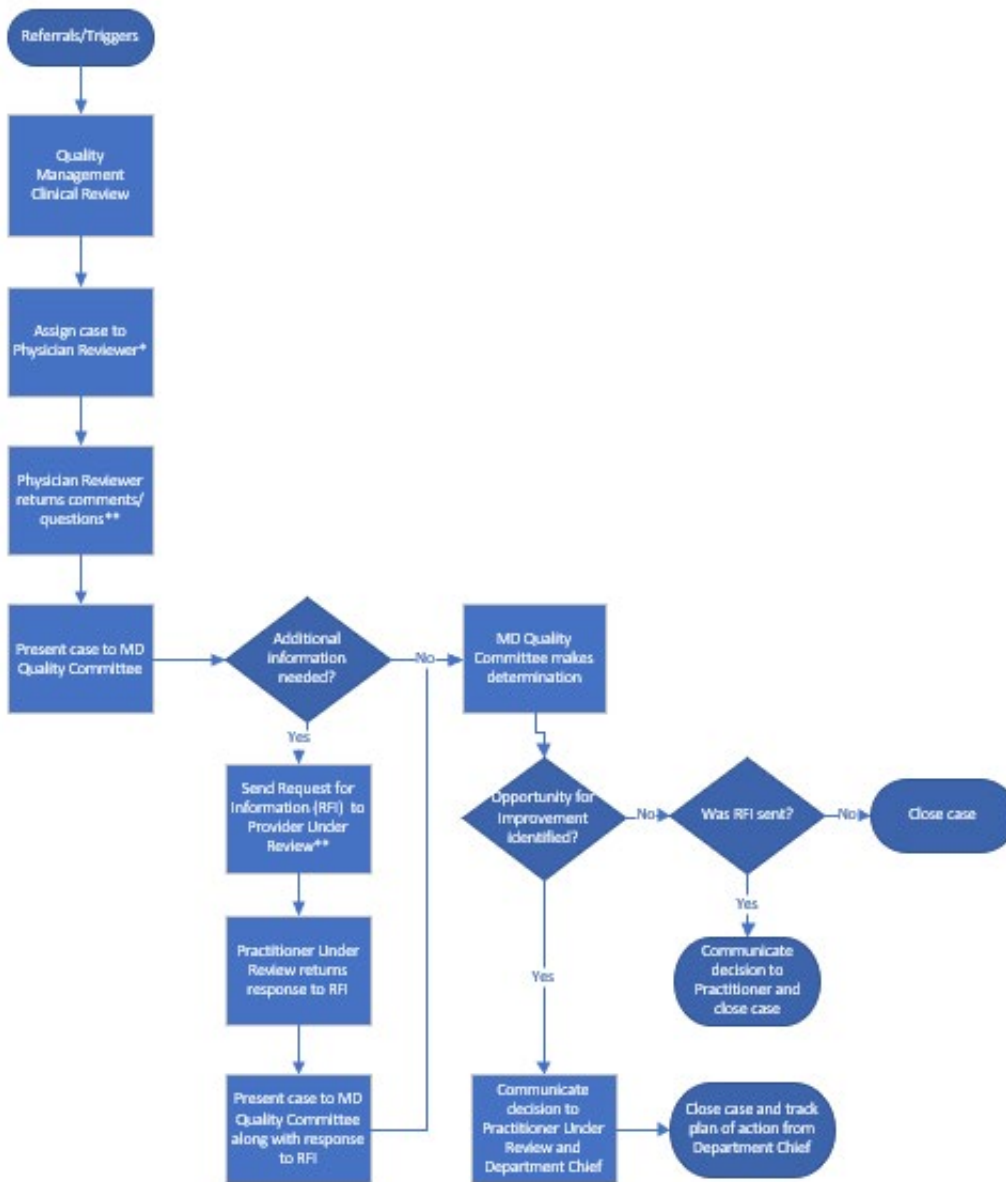 Referrals/Triggers
Quality
Management
Clinical Review
Assign case to
Physician Reviewer*
Physician Reviewer
returns comments/
questions**
Present case to MD
Quality Committee
Additional
information
needed?
No
Yes
Send Request for
Information (RFI) to
Provider Under
Review**
Practitioner Under
Review returns
response to RFI
Present case to MD
Quality Committee
along with response
to RFI
MD Quality
Committee makes
determination
Opportunity for
Improvement
identified?
No
Was RFI sent?
No
Close case
Yes
Communicate
decision to
Practitioner and
close case
Yes
Communicate
decision to
Practitioner Under
Review and
Department Chief
Close case and track
plan of action from
Department Chief